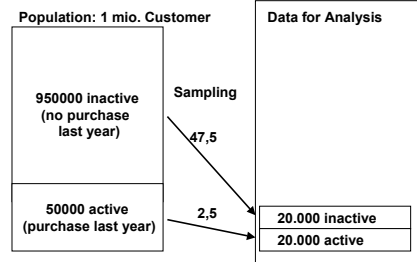 Population: 1 mio. Customer
950000 inactive
(no purchase
last year)
50000 active
(purchase last year)
Sampling
47,5
2,5
Data for Analysis
20.000 inactive
20.000 active